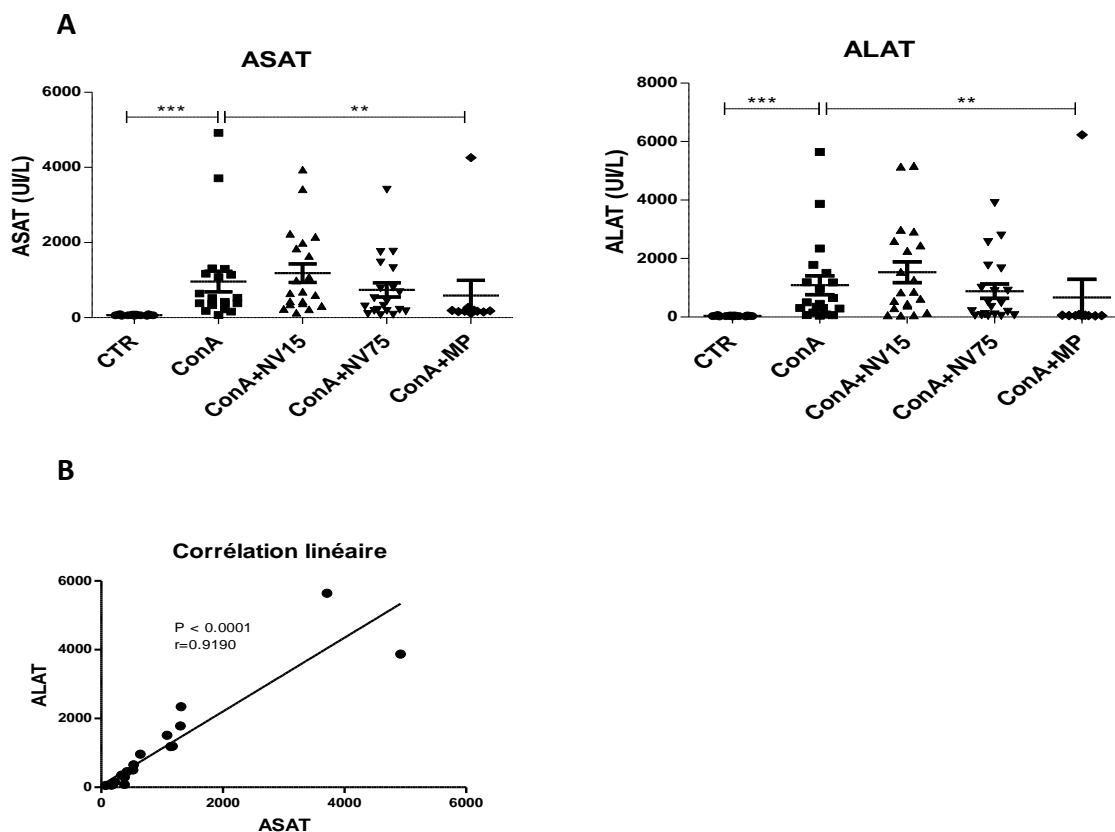 A
ASAT
ASAT (UI/L)
6000
4000
2000
0
***
**
CTR
ConA
ConA+NV15
ConA+NV75
ConA+MP
ALAT
ALAT (UI/L)
8000
6000
4000
2000
0
***
**
CTR
ConA
ConA+NV15
ConA+NV75
ConA+MP
B
Corrélation linéaire
ALAT
6000
4000
2000
0
P < 0.0001
r=0.9190
0
2000
4000
6000
ASAT